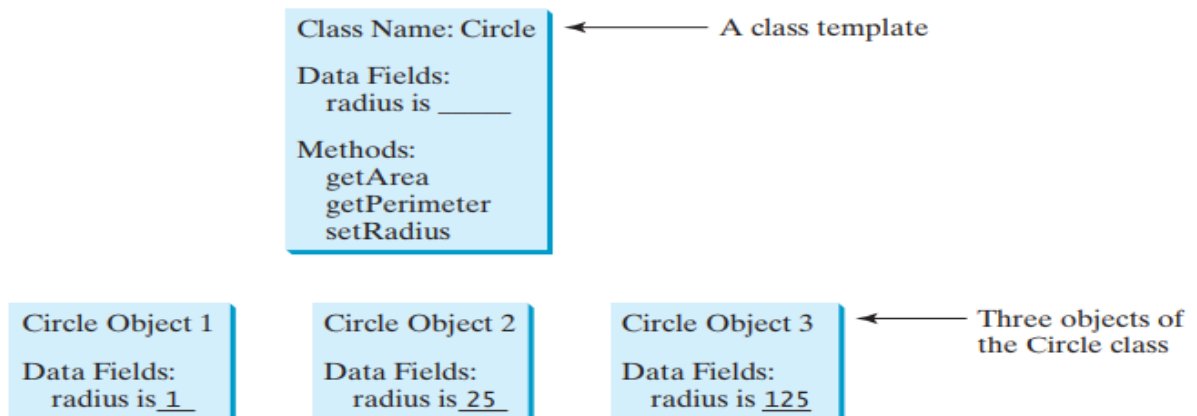 Class Name: Circle
A class template
Data Fields:
radius is ______
Methods:
getArea
getPerimeter
setRadius
Circle Object 1
Circle Object 2
Circle Object 3
Three objects of
the Circle class
Data Fields:
radius is 1
Data Fields:
radius is 25
Data Fields:
radius is 125